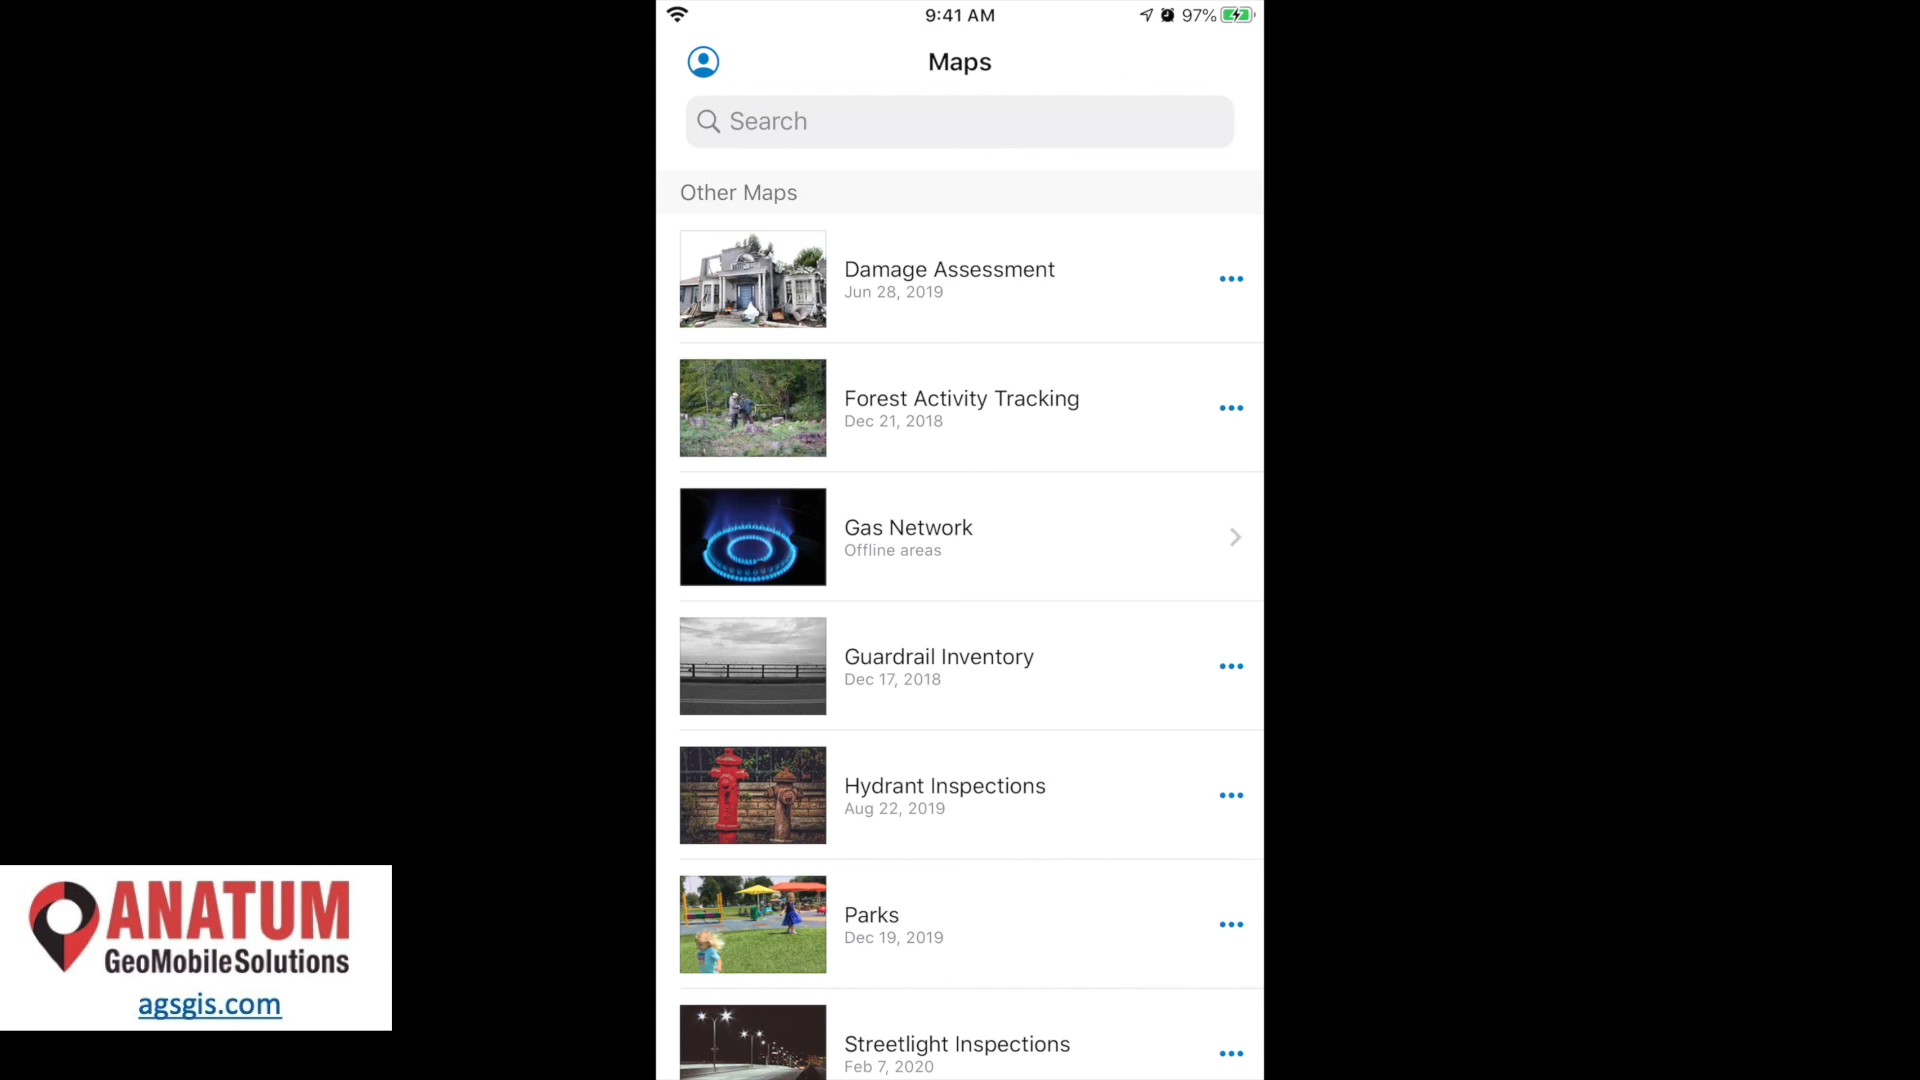 9:41 AM
97%
Maps
Search
Other Maps
Damage Assessment
Jun 28, 2019
Forest Activity Tracking
Dec 21, 2018
Gas Network
Offline areas
Guardrail Inventory
Dec 17, 2018
Hydrant Inspections
Aug 22, 2019
Parks
Dec 19, 2019
Streetlight Inspections
Feb 7, 2020
ANATUM
GeoMobileSolutions
agsgis.com